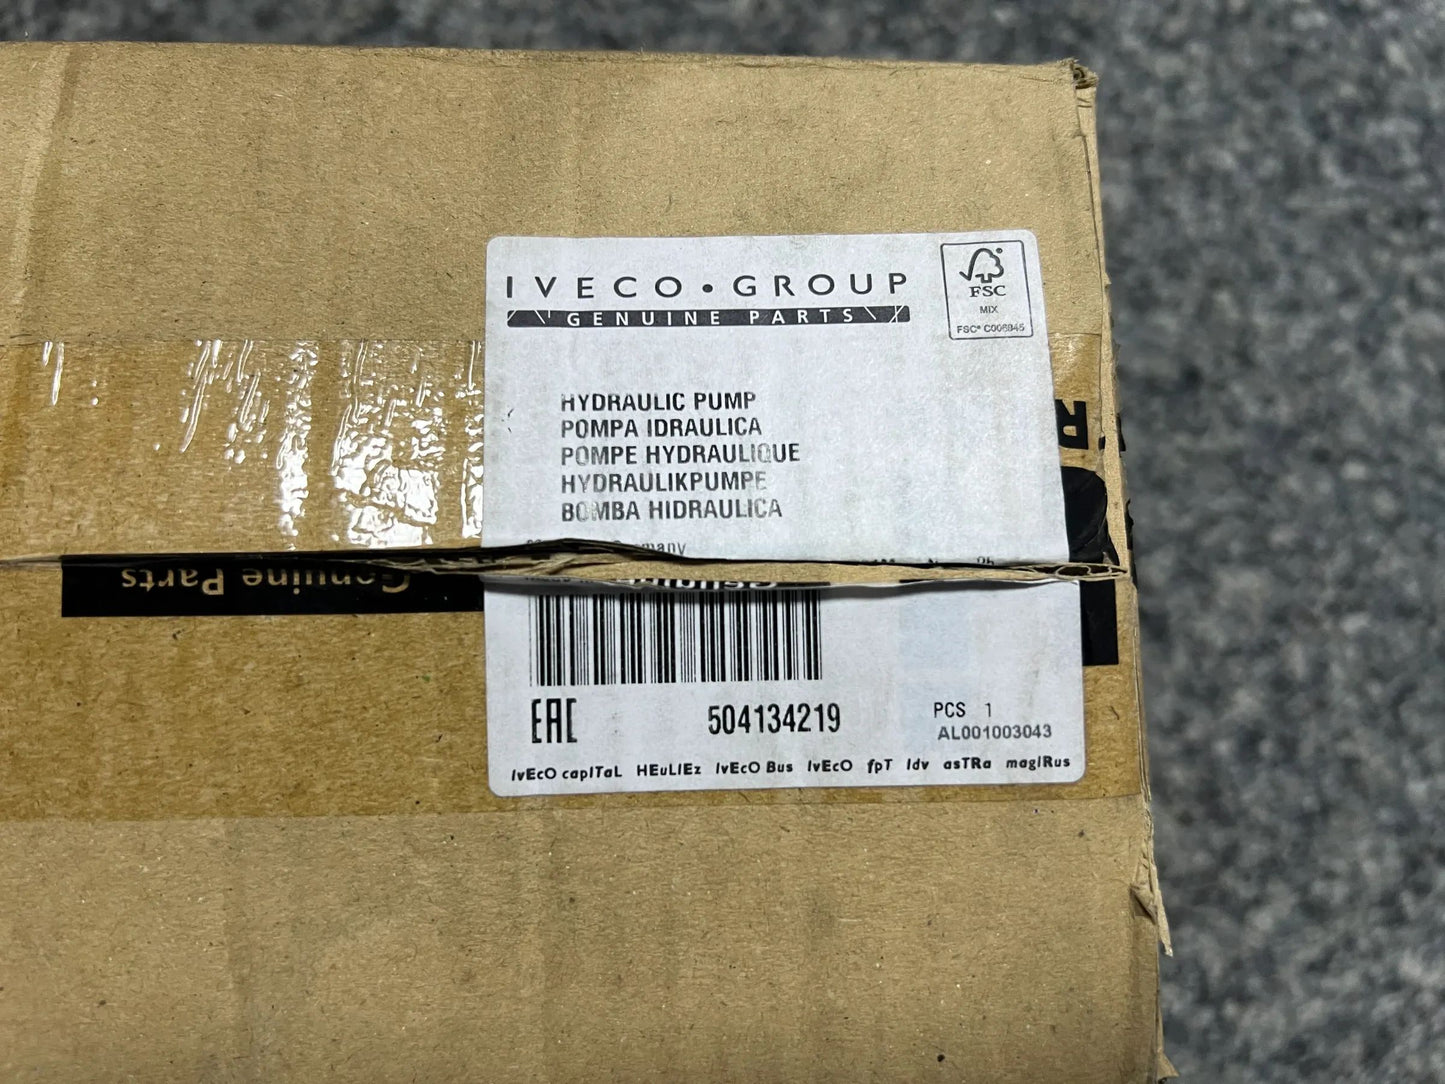 IVECO • GROUP
GENUINE PARTS
FSC
MIX
FSC® C006845
HYDRAULIC PUMP
POMPA IDRAULICA
POMPE HYDRAULIQUE
HYDRAULIKPUMPE
BOMBA HIDRAULICA
Genuine Parts
EAC
504134219
PCS 1
AL001003043
IvEcO capITaL HEuLIEz IvEcO Bus IvEcO fpT Idv asTRa magIRus